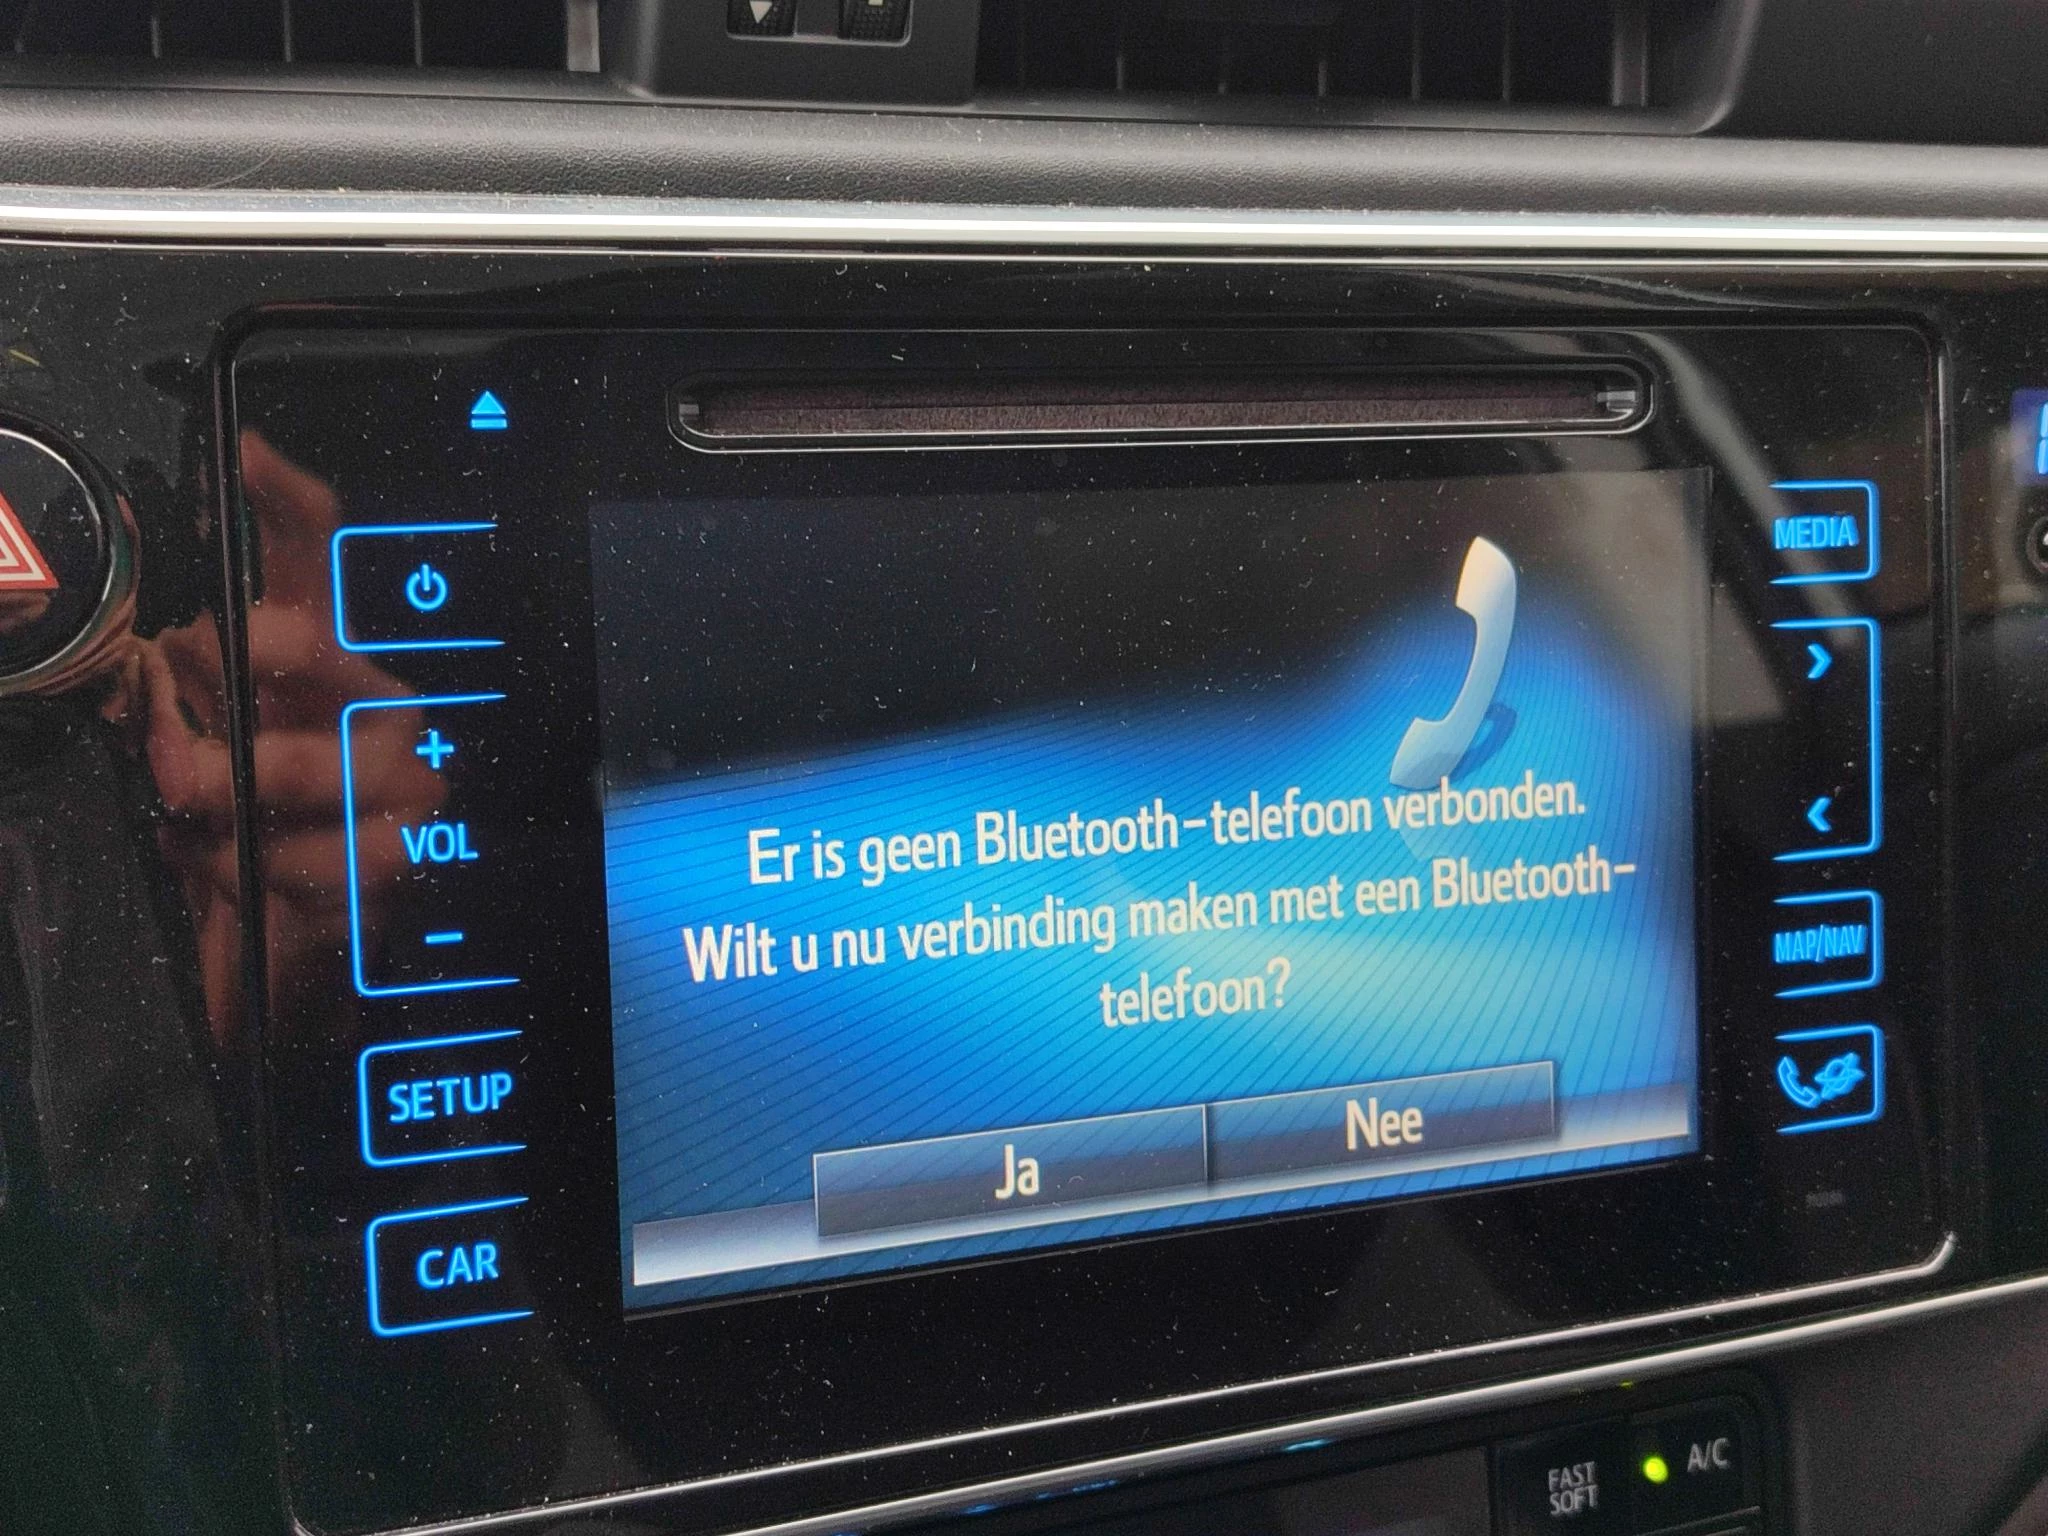 MEDIA
VOL
Er is geen Bluetooth-telefoon verbonden.
Wilt u nu verbinding maken met een Bluetooth-
telefoon?
MAP/NAV
SETUP
Ja
Nee
CAR
FAST
SOFT
A/C